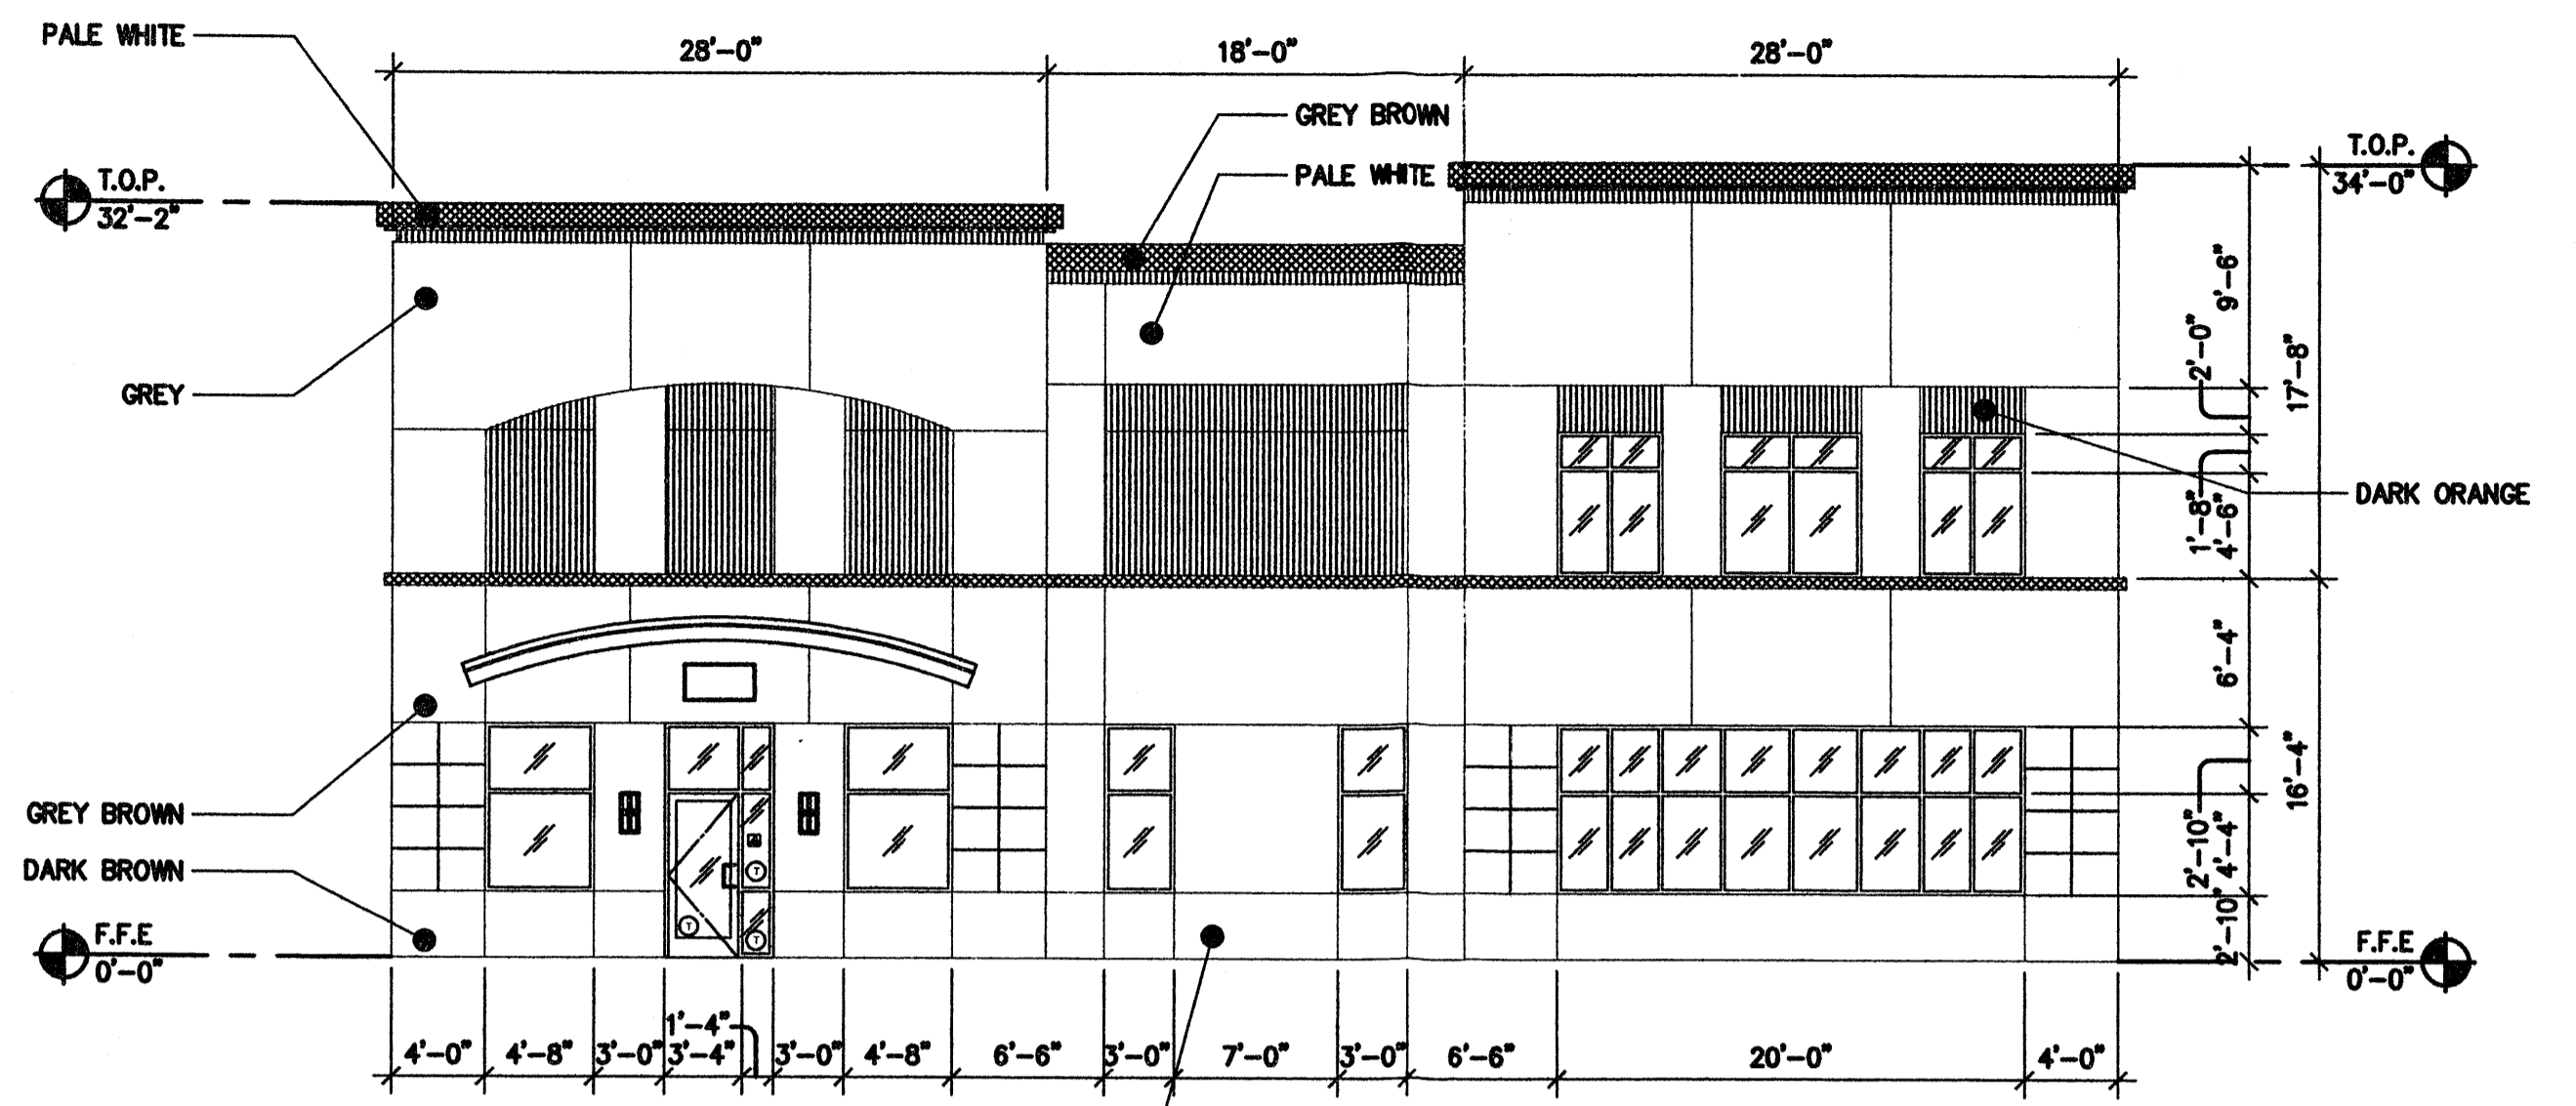 PALE WHITE
28'-0"
18'-0"
28'-0"
GREY BROWN
PALE WHITE
T.O.P.
32'-2"
T.O.P.
34'-0"
GREY
9'-6"
2'-0"
17'-8"
1'-8"
4'-6"
DARK ORANGE
6'-4"
16'-4"
GREY BROWN
DARK BROWN
2'-10"
4'-4"
2'-10"
T
T
T
F.F.E
0'-0"
F.F.E
0'-0"
1'-4"
4'-0"
4'-8"
3'-0"
3'-4"
3'-0"
4'-8"
6'-6"
3'-0"
7'-0"
3'-0"
6'-6"
20'-0"
4'-0"